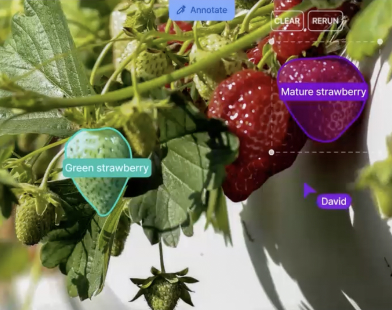 Annotate
CLEAR RERUN
Mature strawberry
Green strawberry
David